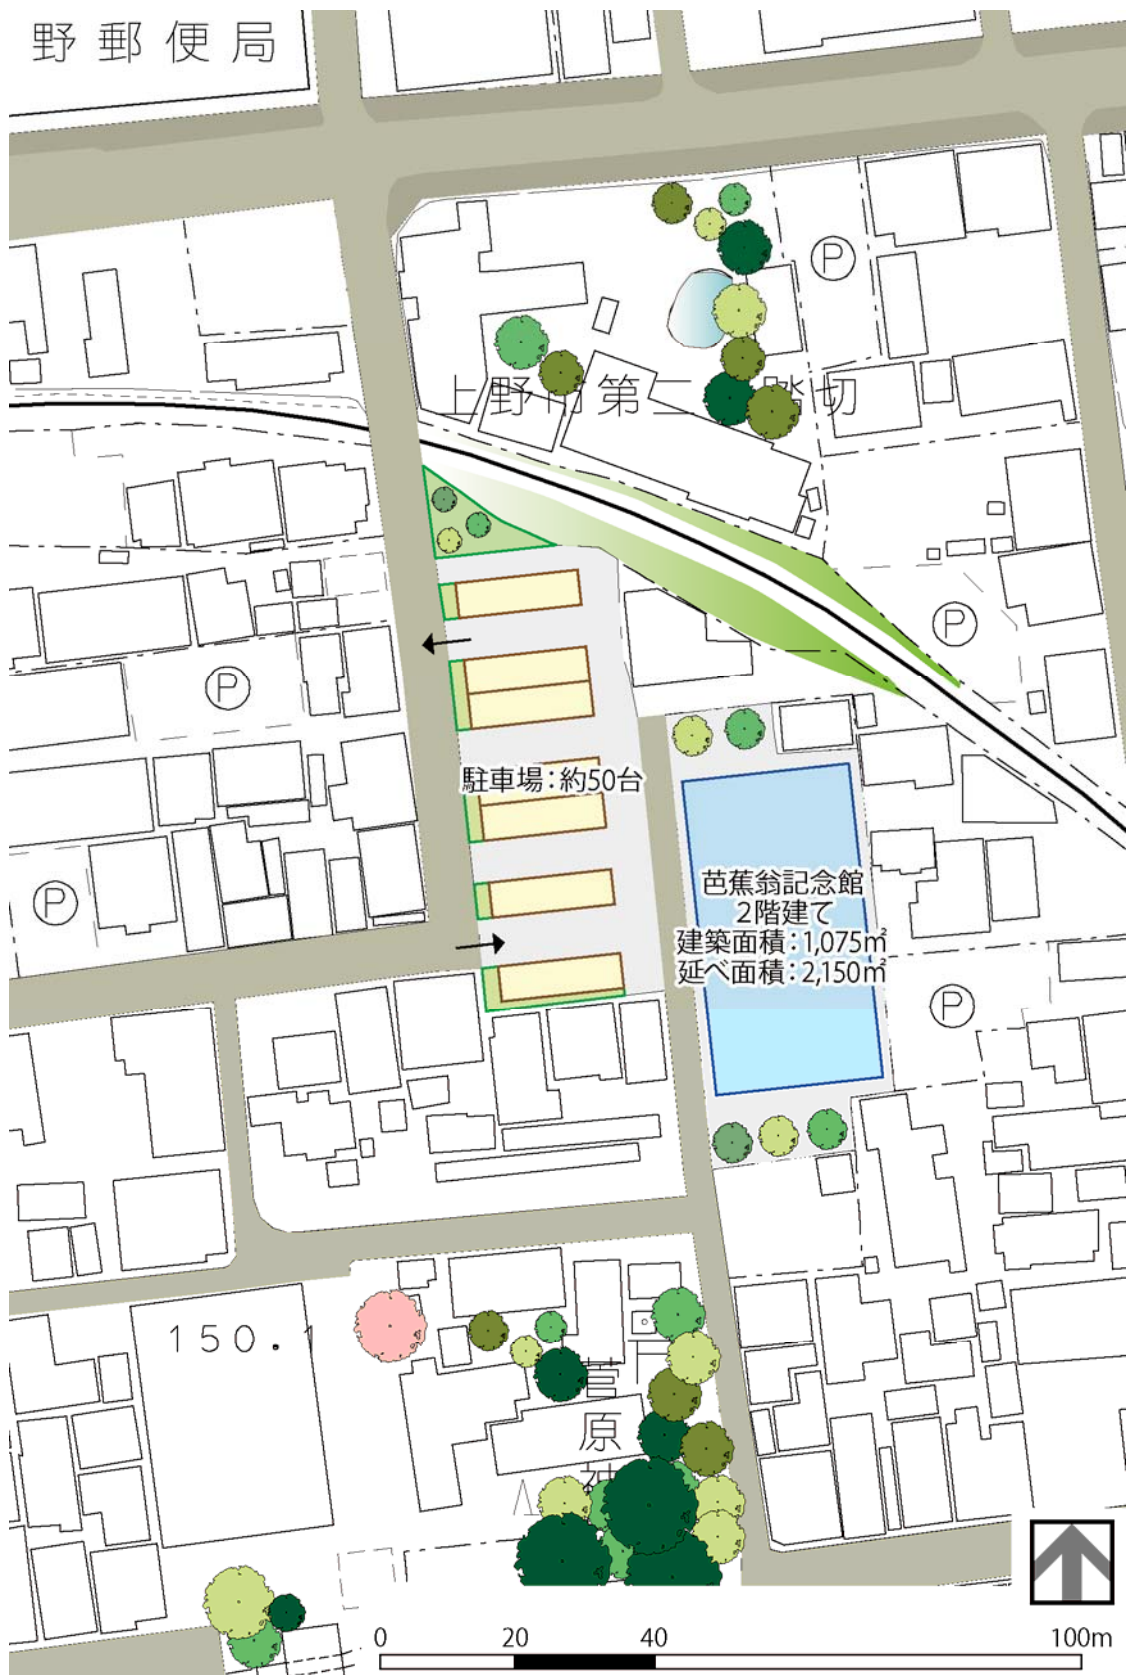 野郵便局
Ⓟ
上野市第二踏切
Ⓟ
Ⓟ
駐車場：約50台
Ⓟ
芭蕉翁記念館
2階建て
建築面積：1,075㎡
延べ面積：2,150㎡
Ⓟ
150.1
菅原神
0 20 40 100m